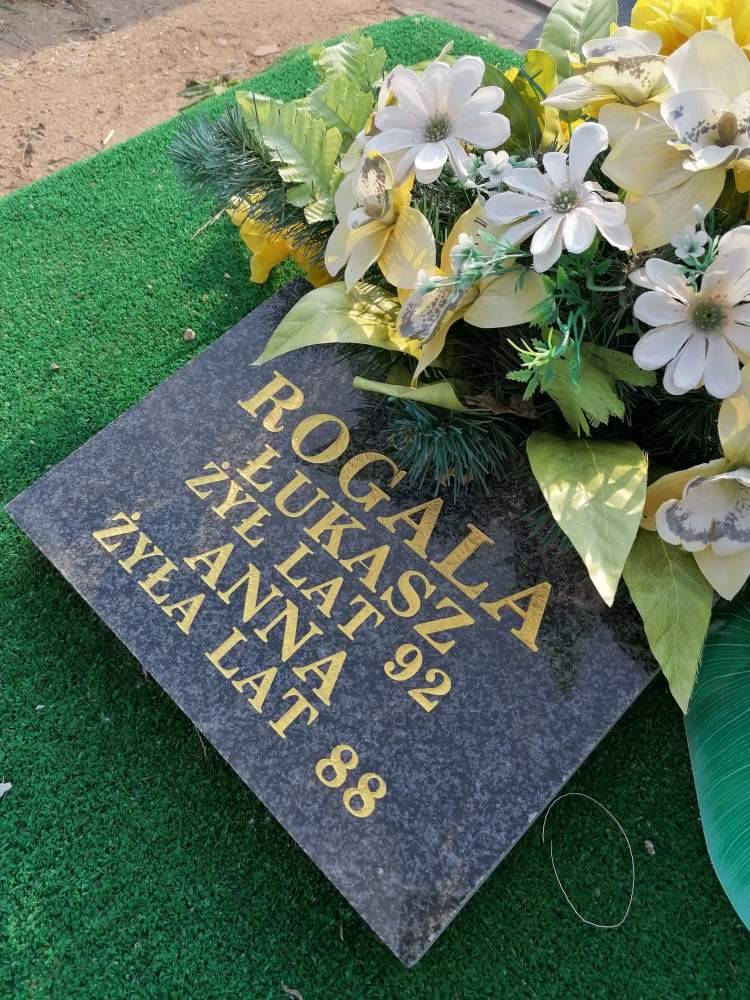 ROGALA
ŁUKASZ
ŻYŁ LAT 92
ANNA
ŻYŁA LAT 88